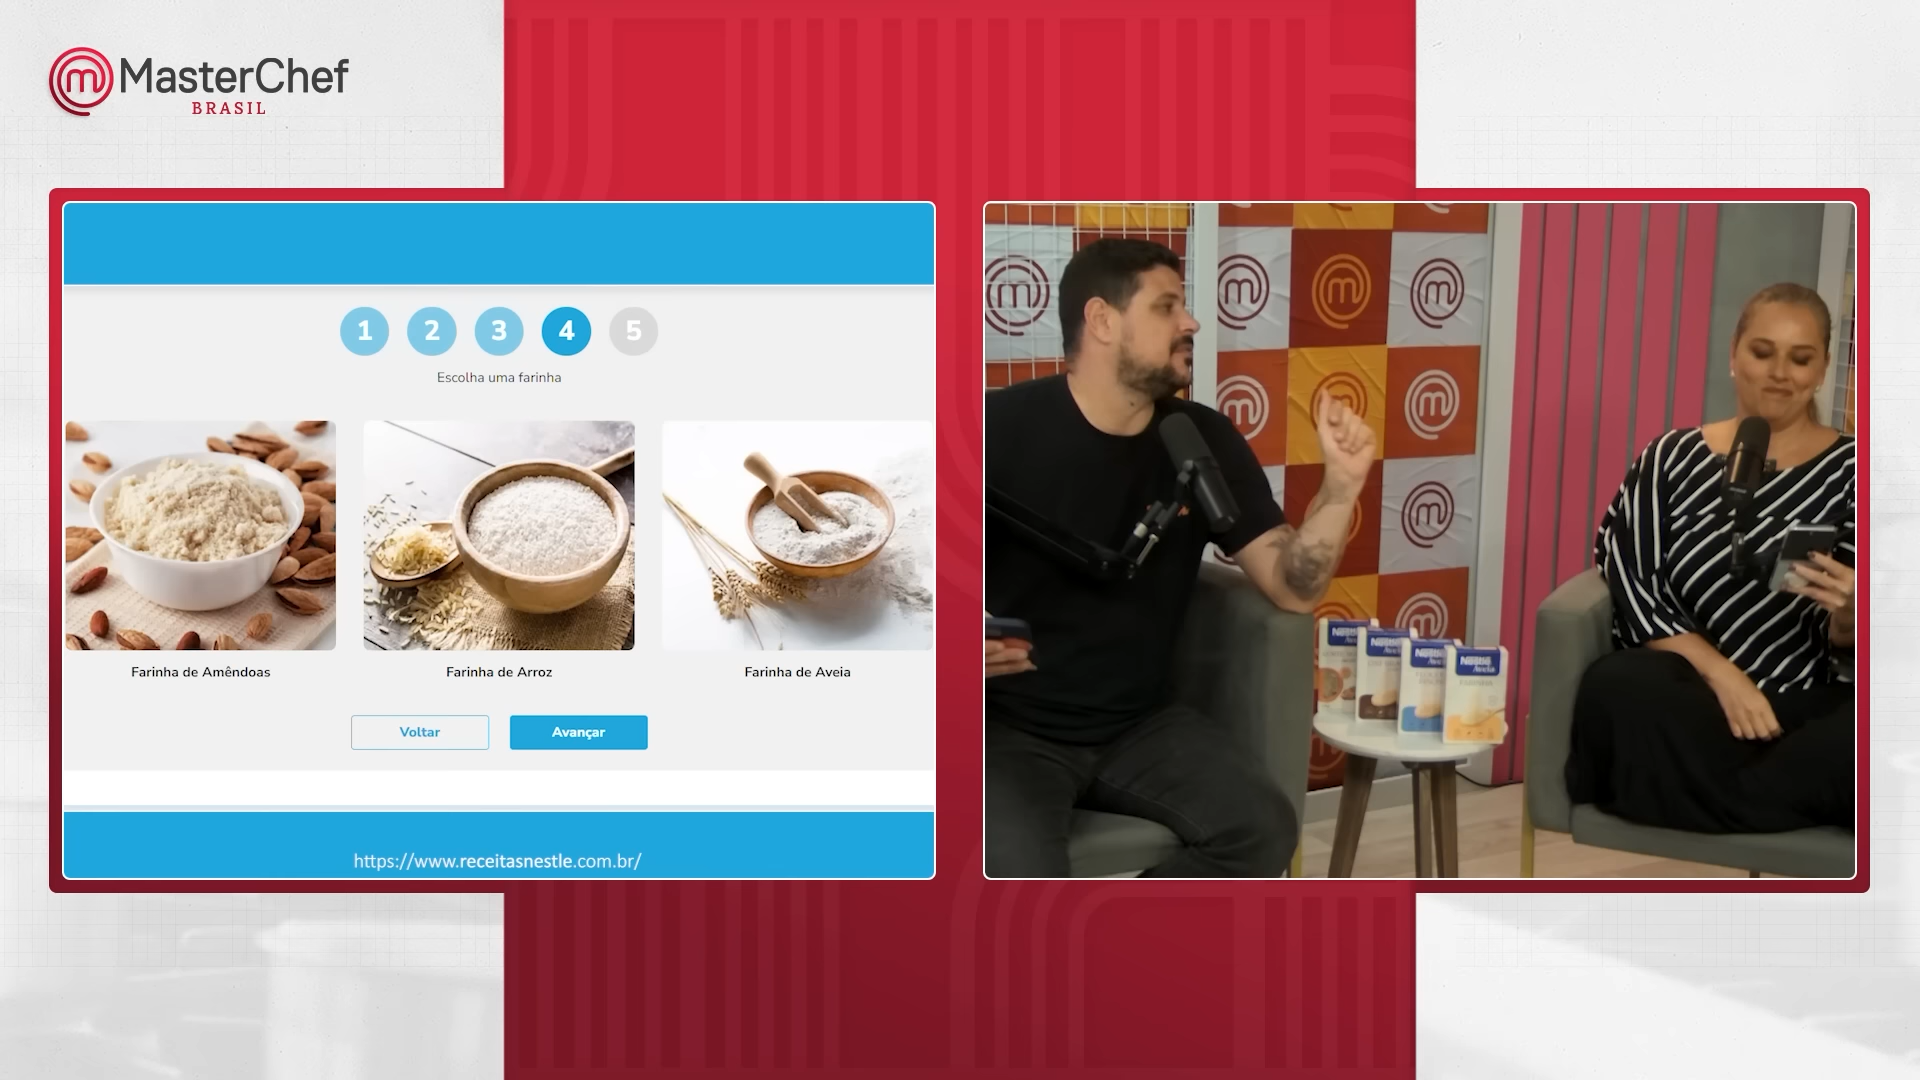 MasterChef
BRASIL
1 2 3 4 5
Escolha uma farinha
Farinha de Amêndoas
Farinha de Arroz
Farinha de Aveia
Voltar
Avançar
https://www.receitasnestle.com.br/
Nestlé